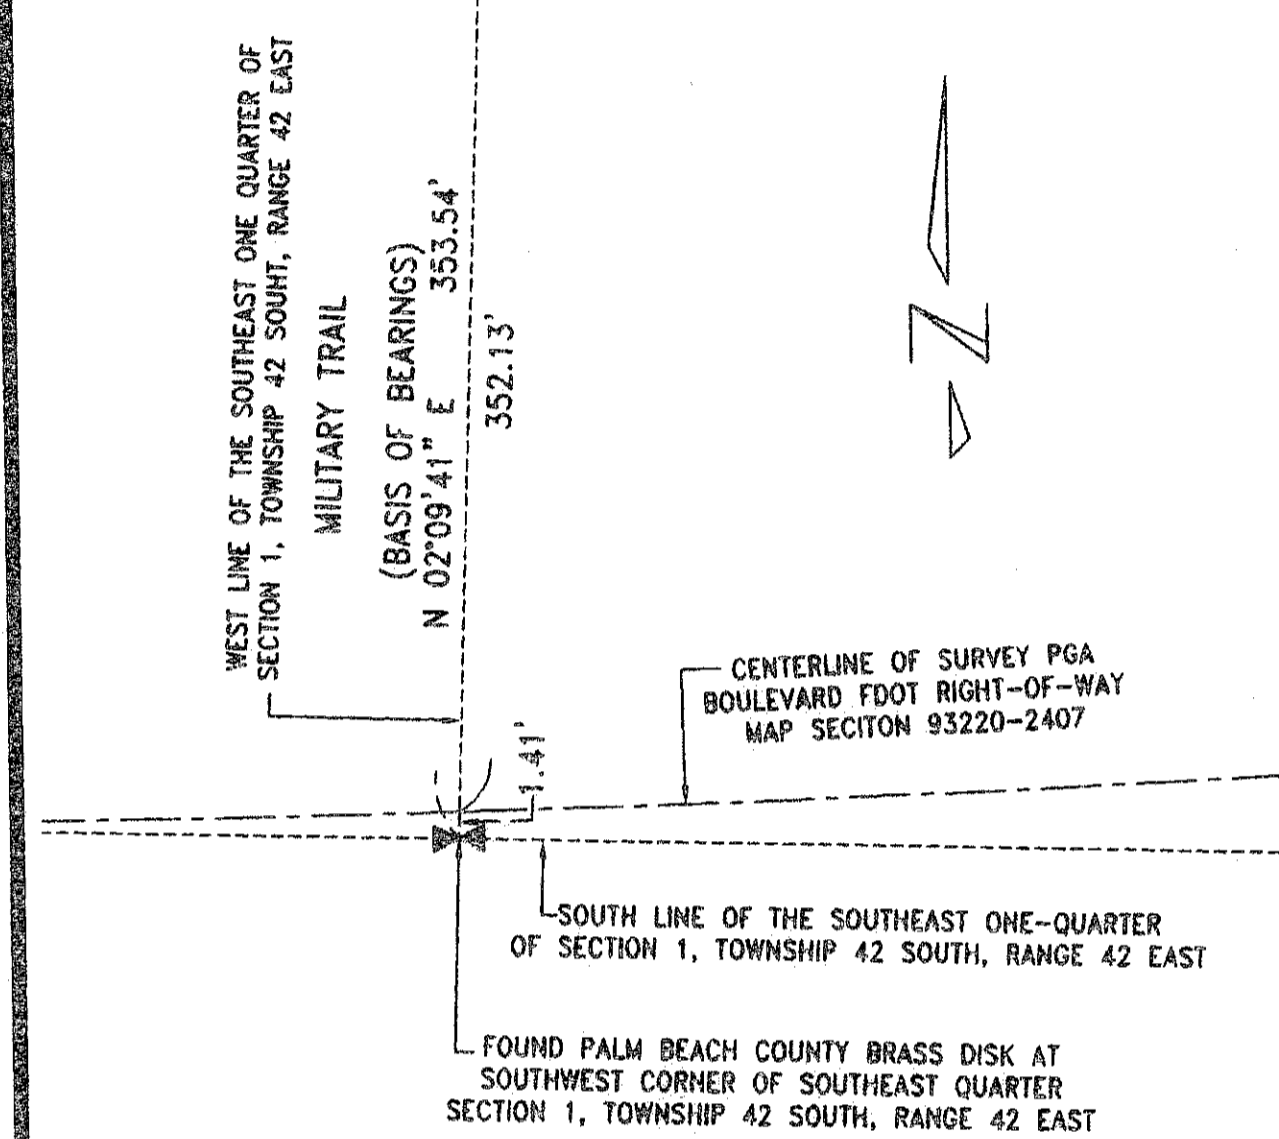 WEST LINE OF THE SOUTHEAST ONE QUARTER OF
SECTION 1, TOWNSHIP 42 SOUHT, RANGE 42 EAST
MILITARY TRAIL
(BASIS OF BEARINGS)
N 02°09'41" E 353.54'
352.13'
N
CENTERLINE OF SURVEY PGA
BOULEVARD FDOT RIGHT-OF-WAY
MAP SECITON 93220-2407
1.41'
SOUTH LINE OF THE SOUTHEAST ONE-QUARTER
OF SECTION 1, TOWNSHIP 42 SOUTH, RANGE 42 EAST
FOUND PALM BEACH COUNTY BRASS DISK AT
SOUTHWEST CORNER OF SOUTHEAST QUARTER
SECTION 1, TOWNSHIP 42 SOUTH, RANGE 42 EAST